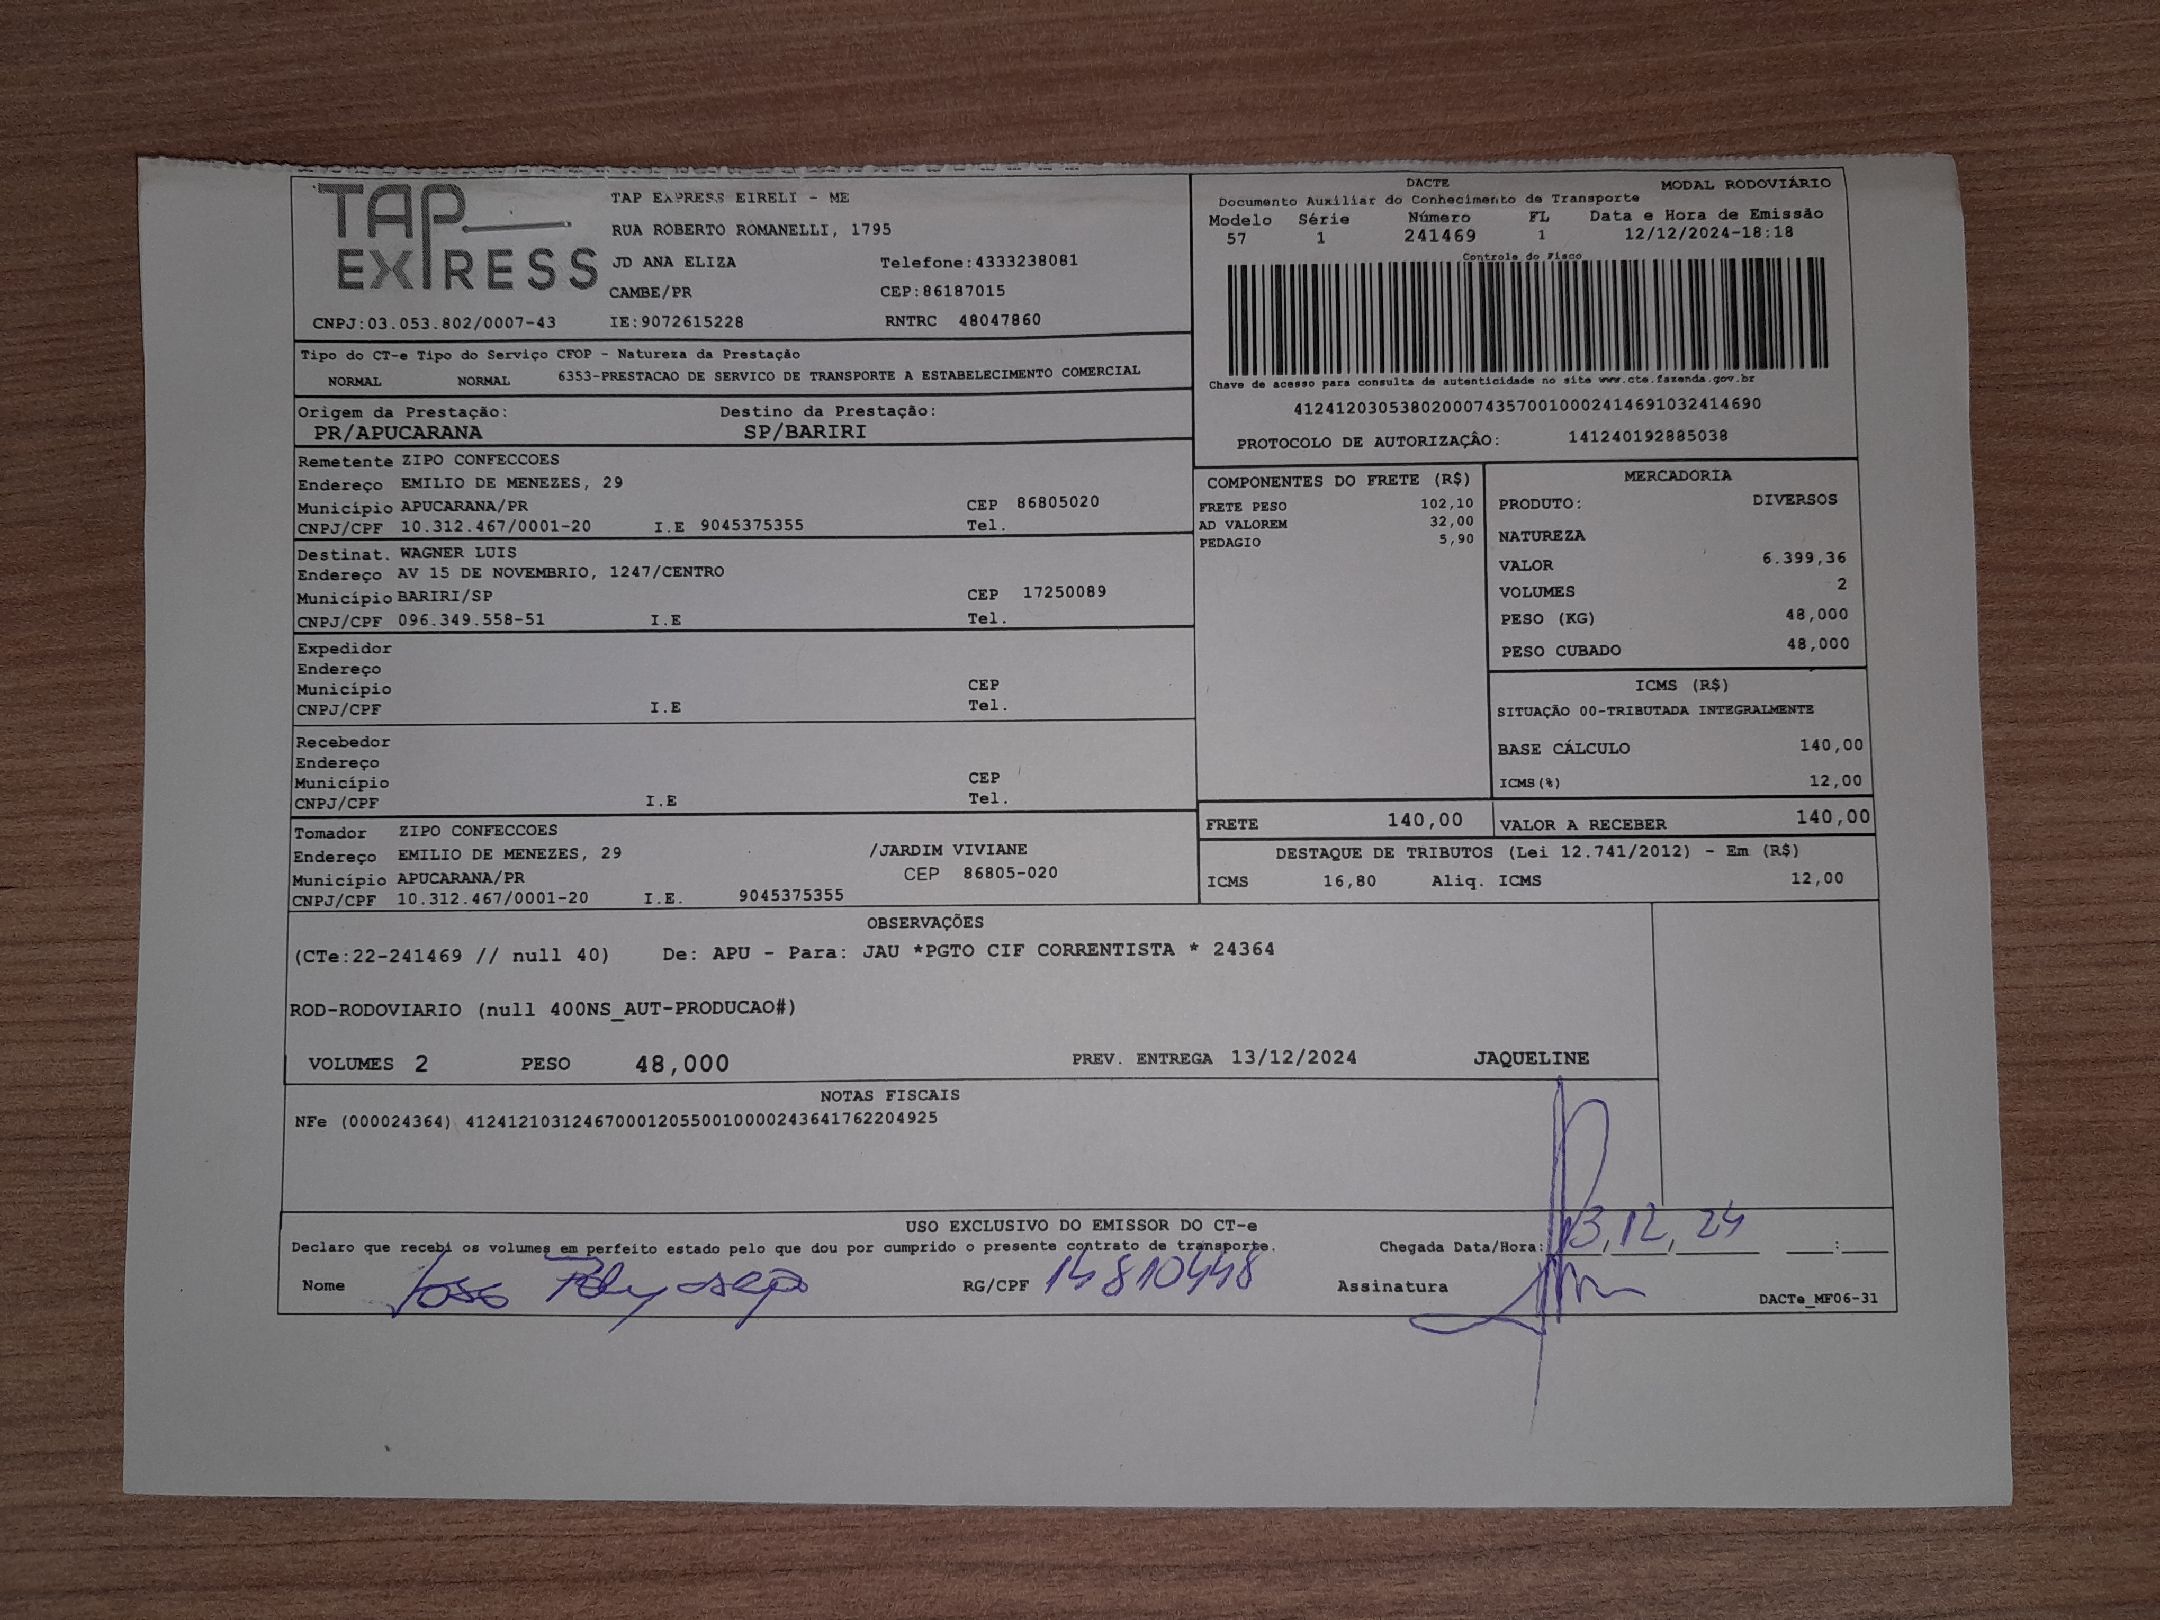 TAP EXPRESS
TAP EXPRESS EIRELI - ME
RUA ROBERTO ROMANELLI, 1795
JD ANA ELIZA Telefone:4333238081
CAMBE/PR CEP:86187015
CNPJ:03.053.802/0007-43 IE:9072615228 RNTRC 48047860
DACTE MODAL RODOVIÁRIO
Documento Auxiliar do Conhecimento de Transporte
Modelo Série Número FL Data e Hora de Emissão
57 1 241469 1 12/12/2024-18:18
Controle do Fisco
Chave de acesso para consulta de autenticidade no site www.cte.fazenda.gov.br
41241203053802000743570010002414691032414690
PROTOCOLO DE AUTORIZAÇÂO: 141240192885038
Tipo do CT-e Tipo do Serviço CFOP - Natureza da Prestação
NORMAL NORMAL 6353-PRESTACAO DE SERVICO DE TRANSPORTE A ESTABELECIMENTO COMERCIAL
Origem da Prestação: Destino da Prestação:
PR/APUCARANA SP/BARIRI
Remetente ZIPO CONFECCOES
Endereço EMILIO DE MENEZES, 29
Município APUCARANA/PR CEP 86805020
CNPJ/CPF 10.312.467/0001-20 I.E 9045375355 Tel.
Destinat. WAGNER LUIS
Endereço AV 15 DE NOVEMBRIO, 1247/CENTRO
Município BARIRI/SP CEP 17250089
CNPJ/CPF 096.349.558-51 I.E Tel.
Expedidor
Endereço
Município CEP
CNPJ/CPF I.E Tel.
Recebedor
Endereço
Município CEP
CNPJ/CPF I.E Tel.
Tomador ZIPO CONFECCOES
Endereço EMILIO DE MENEZES, 29 /JARDIM VIVIANE
Município APUCARANA/PR CEP 86805-020
CNPJ/CPF 10.312.467/0001-20 I.E. 9045375355
COMPONENTES DO FRETE (R$)
FRETE PESO 102,10
AD VALOREM 32,00
PEDAGIO 5,90
MERCADORIA
PRODUTO: DIVERSOS
NATUREZA
VALOR 6.399,36
VOLUMES 2
PESO (KG) 48,000
PESO CUBADO 48,000
ICMS (R$)
SITUAÇÃO 00-TRIBUTADA INTEGRALMENTE
BASE CÁLCULO 140,00
ICMS(%) 12,00
FRETE 140,00 VALOR A RECEBER 140,00
DESTAQUE DE TRIBUTOS (Lei 12.741/2012) - Em (R$)
ICMS 16,80 Aliq. ICMS 12,00
OBSERVAÇÕES
(CTe:22-241469 // null 40) De: APU - Para: JAU *PGTO CIF CORRENTISTA * 24364
ROD-RODOVIARIO (null 400NS_AUT-PRODUCAO#)
VOLUMES 2 PESO 48,000 PREV. ENTREGA 13/12/2024 JAQUELINE
NOTAS FISCAIS
NFe (000024364) 41241210312467000120550010000243641762204925
USO EXCLUSIVO DO EMISSOR DO CT-e
Declaro que recebi os volumes em perfeito estado pelo que dou por cumprido o presente contrato de transporte. Chegada Data/Hora: 13,12,24 :
Nome RG/CPF 14810448 Assinatura
DACTe_MF06-31